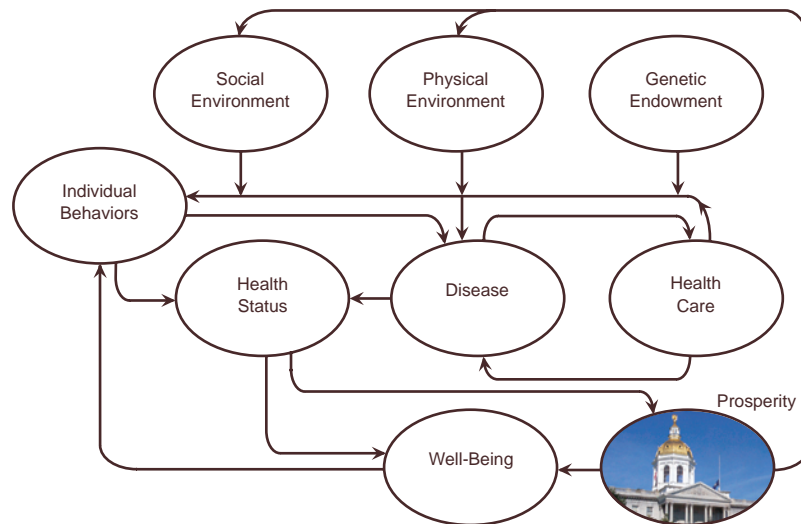 Social
Environment
Physical
Environment
Genetic
Endowment
Individual
Behaviors
Health
Status
Disease
Health
Care
Prosperity
Well-Being